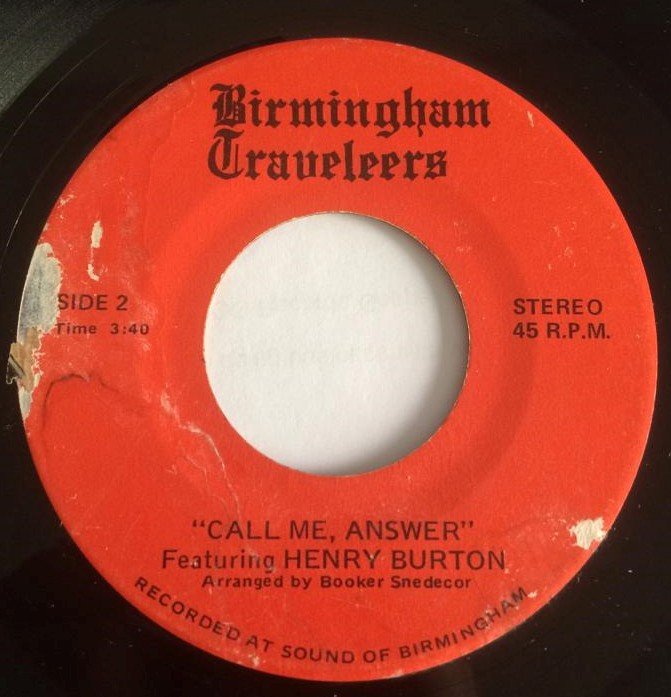 Birmingham
Traveleers
SIDE 2
Time 3:40
STEREO
45 R.P.M.
"CALL ME, ANSWER"
Featuring HENRY BURTON
Arranged by Booker Snedecor
RECORDED AT SOUND OF BIRMINGHAM